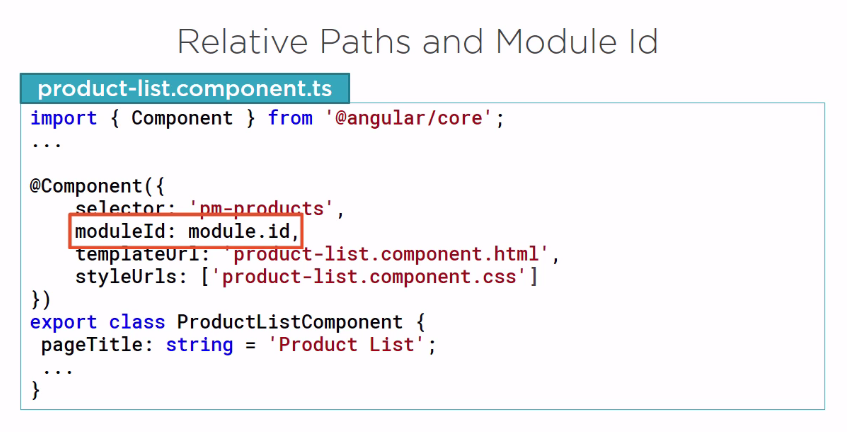 Relative Paths and Module Id
product-list.component.ts
import { Component } from '@angular/core';
...
@Component({
    selector: 'pm-products',
    moduleId: module.id,
    templateUrl: 'product-list.component.html',
    styleUrls: ['product-list.component.css']
})
export class ProductListComponent {
 pageTitle: string = 'Product List';
 ...
}